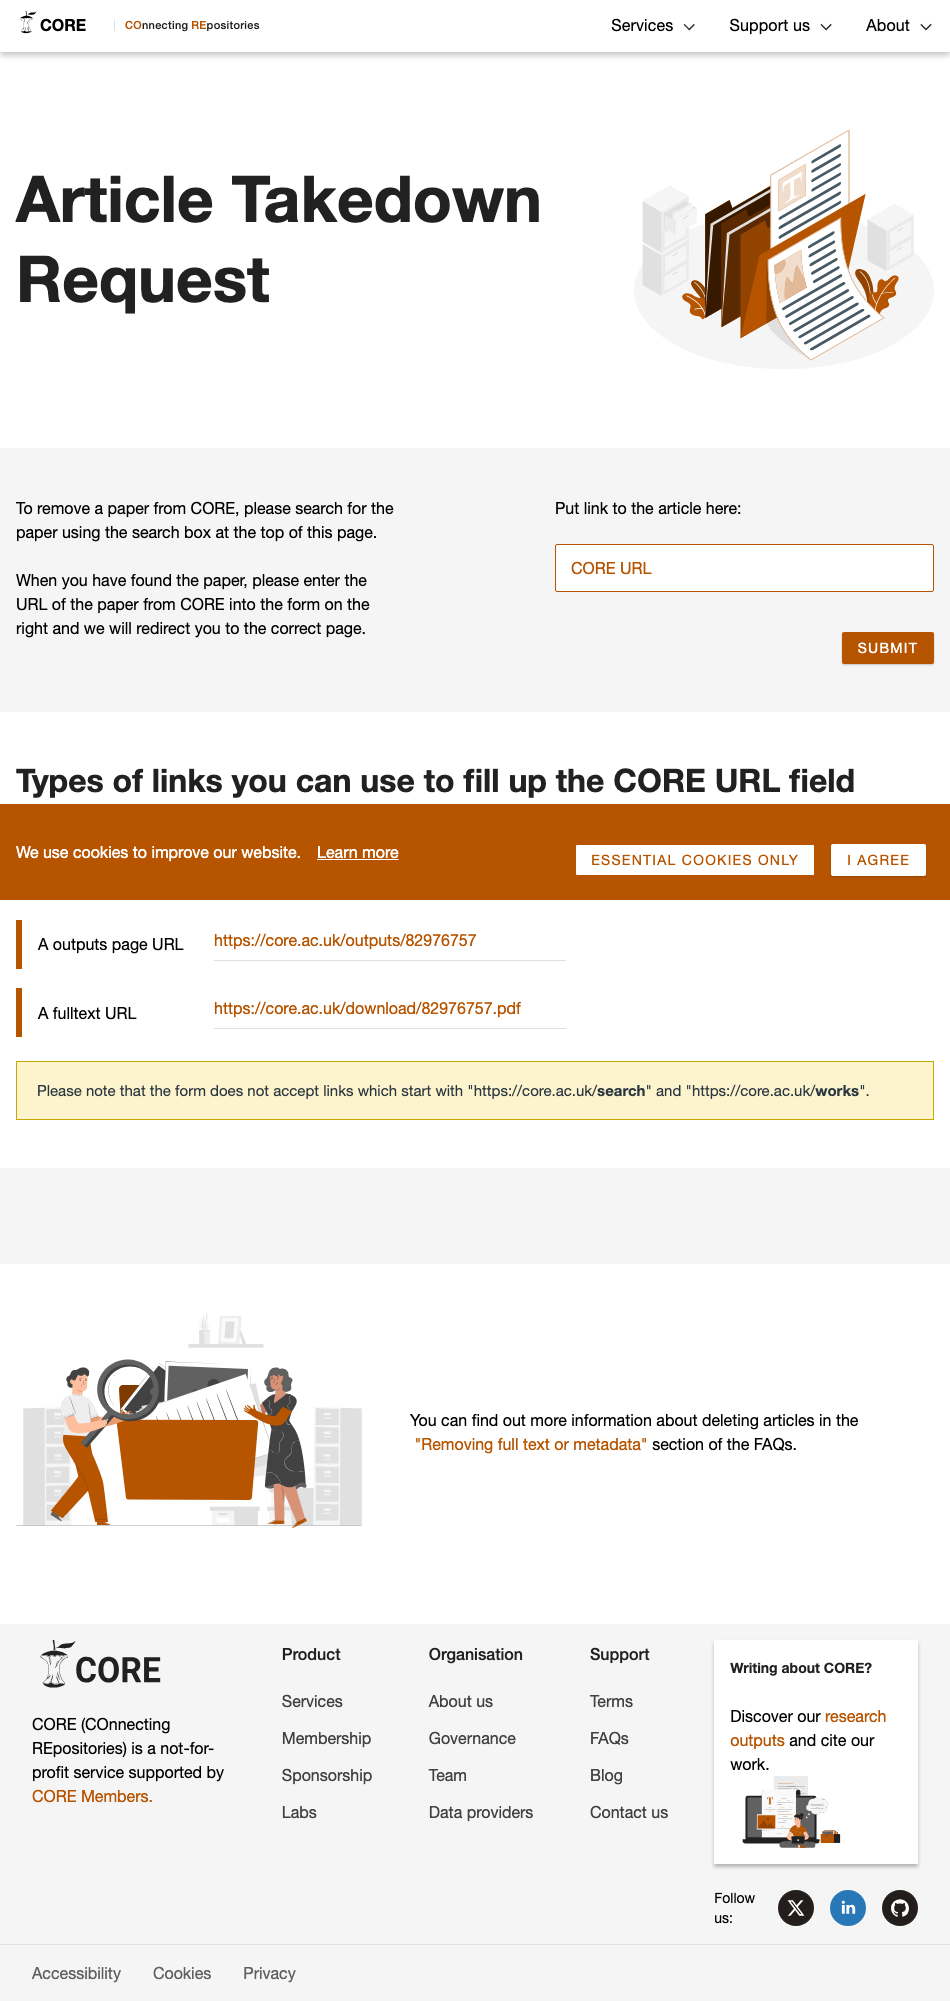 CORE
COnnecting REpositories
Services
Support us
About
Article Takedown
Request
To remove a paper from CORE, please search for the
paper using the search box at the top of this page.
When you have found the paper, please enter the
URL of the paper from CORE into the form on the
right and we will redirect you to the correct page.
Put link to the article here:
CORE URL
SUBMIT
Types of links you can use to fill up the CORE URL field
We use cookies to improve our website. Learn more
ESSENTIAL COOKIES ONLY
I AGREE
A outputs page URL
https://core.ac.uk/outputs/82976757
A fulltext URL
https://core.ac.uk/download/82976757.pdf
Please note that the form does not accept links which start with "https://core.ac.uk/search" and "https://core.ac.uk/works".
You can find out more information about deleting articles in the
"Removing full text or metadata" section of the FAQs.
CORE
CORE (COnnecting
REpositories) is a not-for-
profit service supported by
CORE Members.
Product
Services
Membership
Sponsorship
Labs
Organisation
About us
Governance
Team
Data providers
Support
Terms
FAQs
Blog
Contact us
Writing about CORE?
Discover our research
outputs and cite our
work.
Follow
us:
Accessibility
Cookies
Privacy